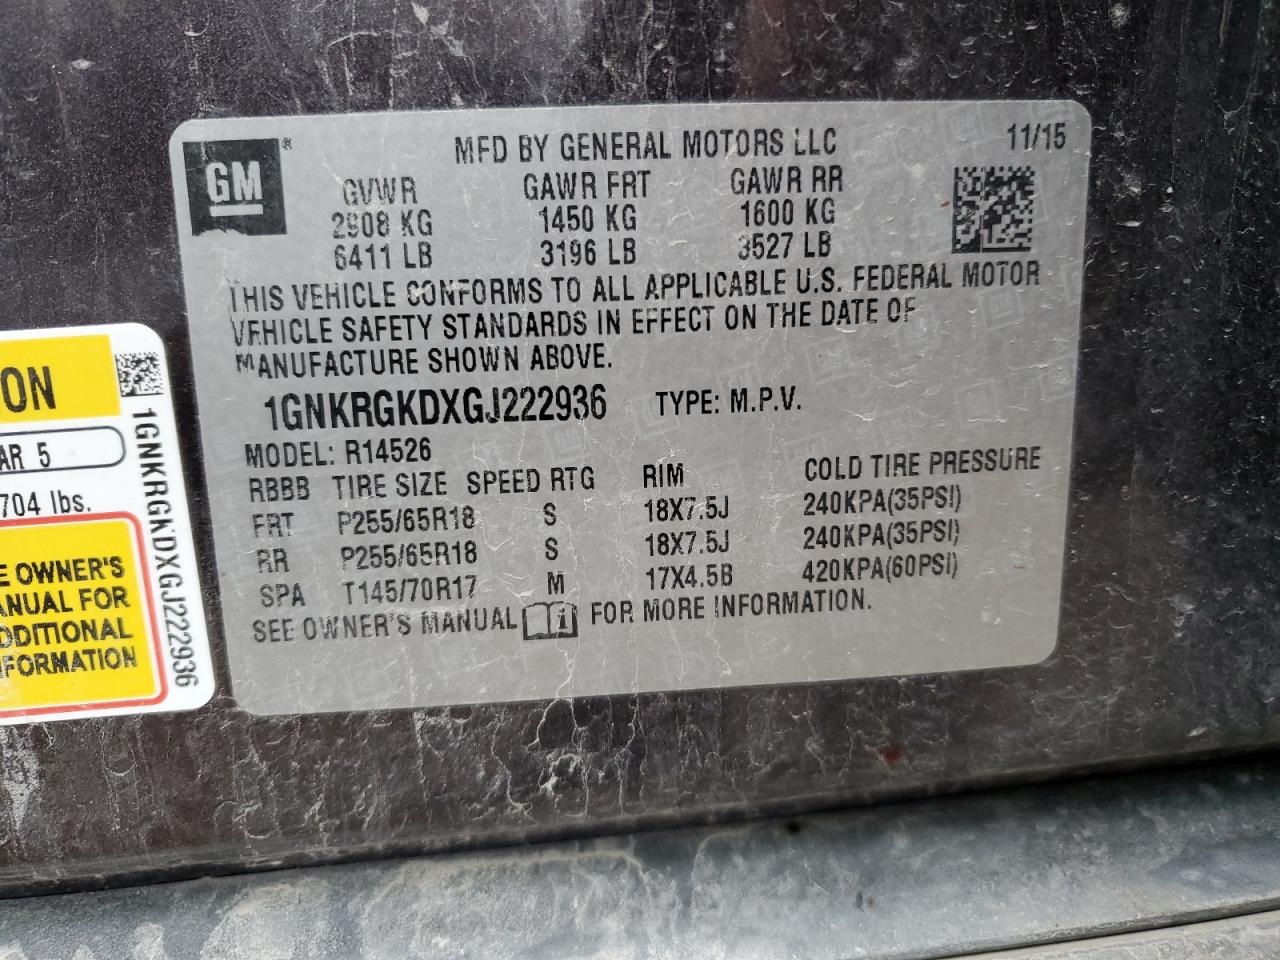 GM®
MFD BY GENERAL MOTORS LLC 11/15
GVWR GAWR FRT GAWR RR
2908 KG 1450 KG 1600 KG
6411 LB 3196 LB 3527 LB
THIS VEHICLE CONFORMS TO ALL APPLICABLE U.S. FEDERAL MOTOR
VEHICLE SAFETY STANDARDS IN EFFECT ON THE DATE OF
MANUFACTURE SHOWN ABOVE.
1GNKRGKDXGJ222936 TYPE: M.P.V.
MODEL: R14526
RBBB TIRE SIZE SPEED RTG RIM COLD TIRE PRESSURE
FRT P255/65R18 S 18X7.5J 240KPA(35PSI)
RR P255/65R18 S 18X7.5J 240KPA(35PSI)
SPA T145/70R17 M 17X4.5B 420KPA(60PSI)
SEE OWNER'S MANUAL FOR MORE INFORMATION.
ION
AR 5
704 lbs.
E OWNER'S
ANUAL FOR
DDITIONAL
FORMATION
1GNKRGKDXGJ222936